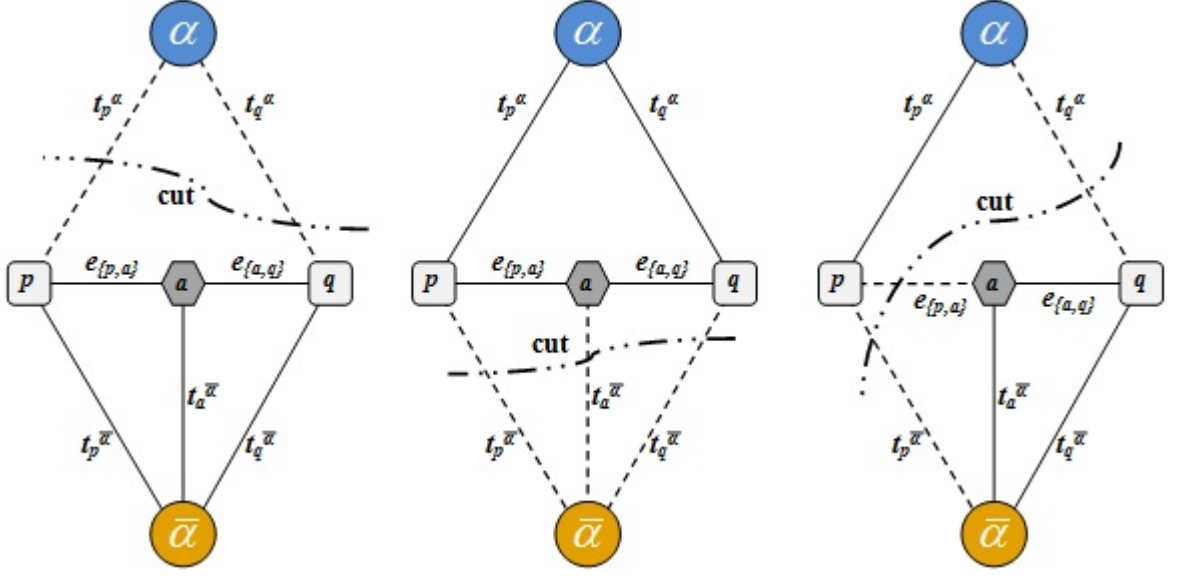 α α α
t_p^α t_q^α t_p^α t_q^α t_p^α t_q^α
cut cut
p e_{p,a} a e_{a,q} q p e_{p,a} a e_{a,q} q p e_{p,a} a e_{a,q} q
cut
t_a^ᾱ t_a^ᾱ t_a^ᾱ
t_p^ᾱ t_q^ᾱ t_p^ᾱ t_q^ᾱ t_p^ᾱ t_q^ᾱ
ᾱ ᾱ ᾱ